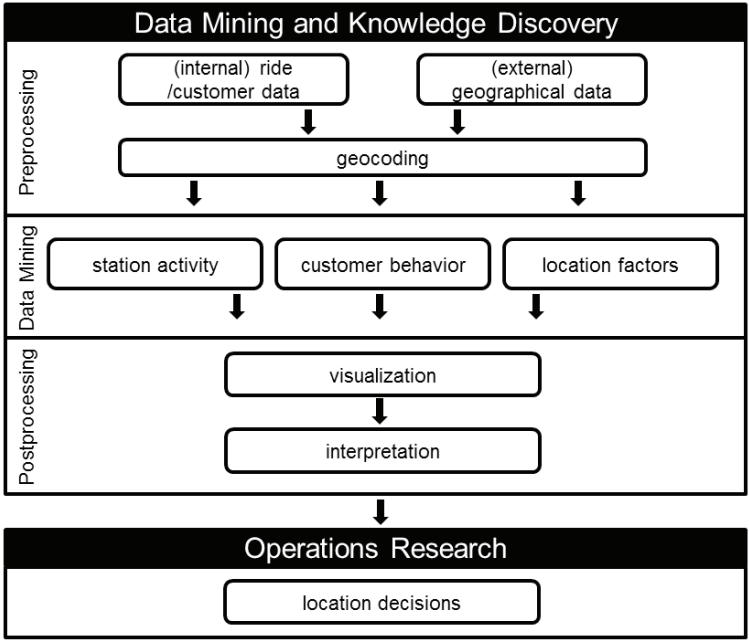 Data Mining and Knowledge Discovery
Preprocessing
(internal) ride
/customer data
(external)
geographical data
geocoding
Data Mining
station activity
customer behavior
location factors
Postprocessing
visualization
interpretation
Operations Research
location decisions